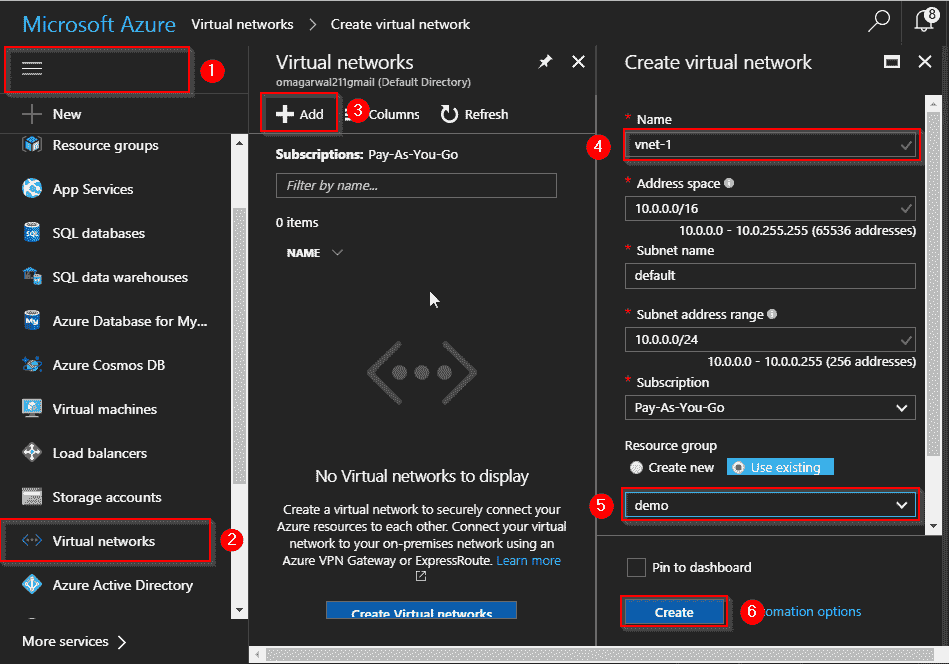 Microsoft Azure Virtual networks > Create virtual network
8
1
New
Resource groups
App Services
SQL databases
SQL data warehouses
Azure Database for My...
Azure Cosmos DB
Virtual machines
Load balancers
Storage accounts
Virtual networks
2
Azure Active Directory
More services >
Virtual networks
omagarwal211gmail (Default Directory)
Add 3 Columns Refresh
Subscriptions: Pay-As-You-Go
Filter by name...
0 items
NAME
No Virtual networks to display
Create a virtual network to securely connect your
Azure resources to each other. Connect your virtual
network to your on-premises network using an
Azure VPN Gateway or ExpressRoute. Learn more
Create Virtual networks
Create virtual network
* Name
4 vnet-1
* Address space
10.0.0.0/16
10.0.0.0 - 10.0.255.255 (65536 addresses)
* Subnet name
default
* Subnet address range
10.0.0.0/24
10.0.0.0 - 10.0.0.255 (256 addresses)
* Subscription
Pay-As-You-Go
Resource group
Create new Use existing
5 demo
Pin to dashboard
Create 6 omation options